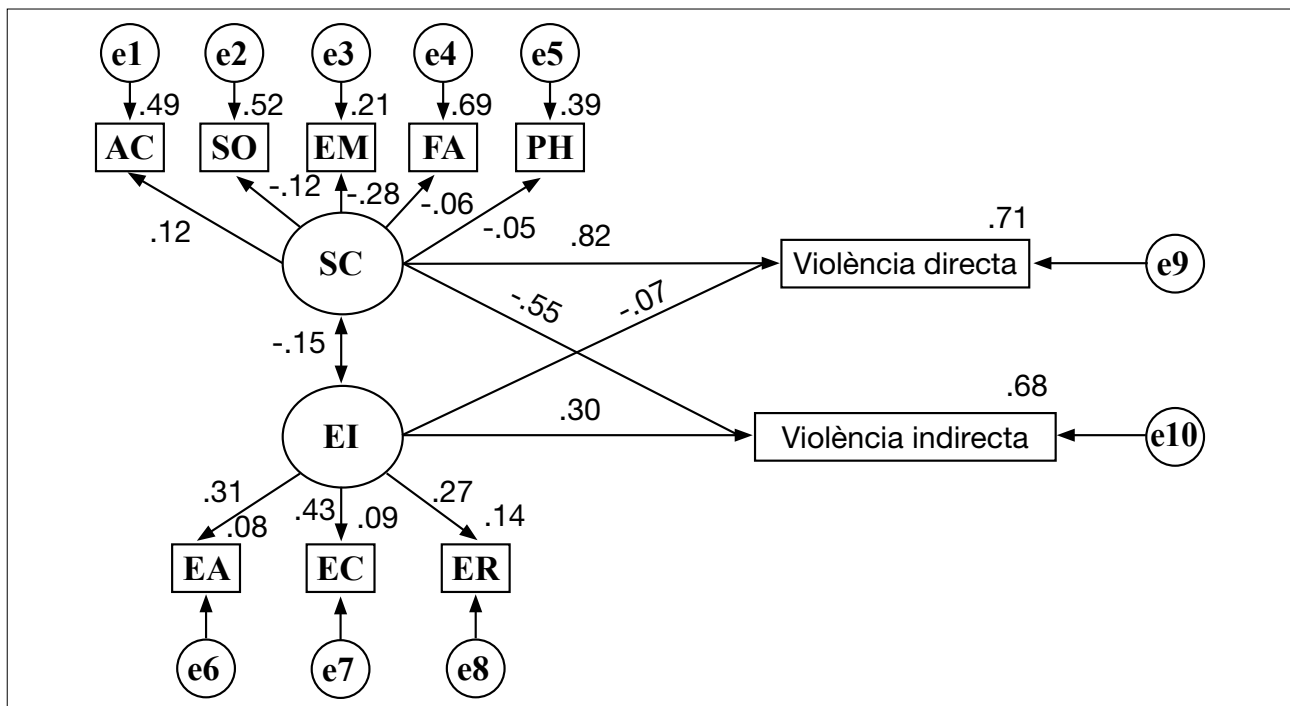 e1 e2 e3 e4 e5
.49 .52 .21 .69 .39
AC SO EM FA PH
.12 -.12 -.28 -.06 -.05
SC .82 .71
Violència directa e9
-.55 -.07
-.15
EI .30 .68
Violència indirecta e10
.31 .43 .27
.08 .09 .14
EA EC ER
e6 e7 e8